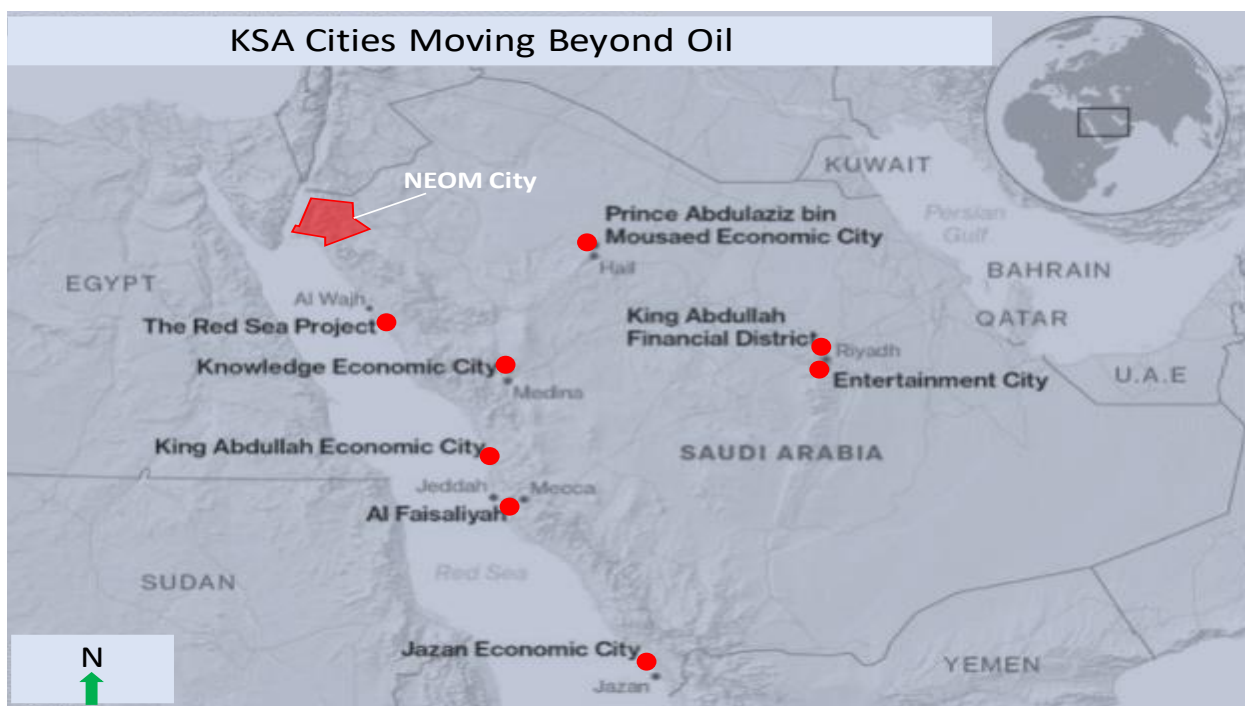 KSA Cities Moving Beyond Oil
KUWAIT
NEOM City
Persian
Gulf
Prince Abdulaziz bin
Mousaed Economic City
Hail
BAHRAIN
EGYPT
Al Wajh
The Red Sea Project
King Abdullah
Financial District
QATAR
Riyadh
Knowledge Economic City
Medina
Entertainment City
U.A.E
King Abdullah Economic City
SAUDI ARABIA
Jeddah
Mecca
Al Faisaliyah
Red Sea
SUDAN
Jazan Economic City
Jazan
YEMEN
N